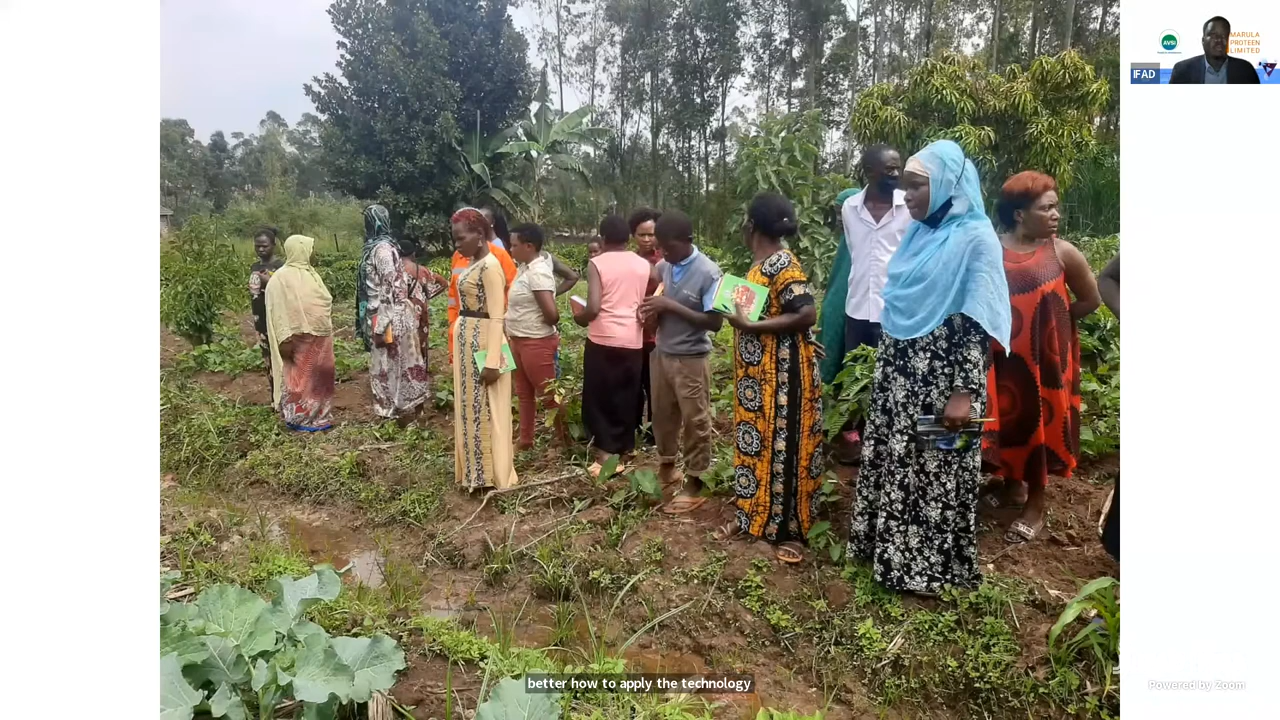 AVSI
MARULA
PROTEEN
LIMITED
IFAD
better how to apply the technology
Powered by Zoom